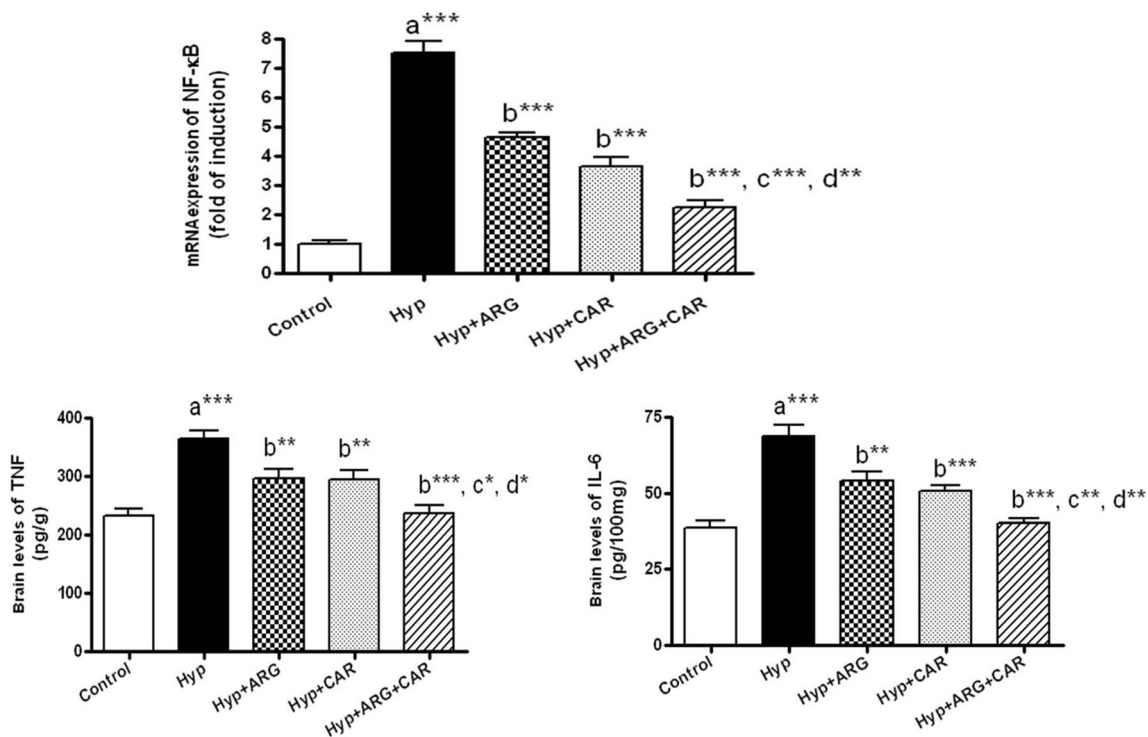 mRNAexpression of NF-κB
(fold of induction)
8
7
6
5
4
3
2
1
0
a***
b***
b***
b***, c***, d**
Control
Hyp
Hyp+ARG
Hyp+CAR
Hyp+ARG+CAR
Brain levels of TNF
(pg/g)
400
300
200
100
0
a***
b**
b**
b***, c*, d*
Control
Hyp
Hyp+ARG
Hyp+CAR
Hyp+ARG+CAR
Brain levels of IL-6
(pg/100mg)
75
50
25
0
a***
b**
b***
b***, c**, d**
Control
Hyp
Hyp+ARG
Hyp+CAR
Hyp+ARG+CAR